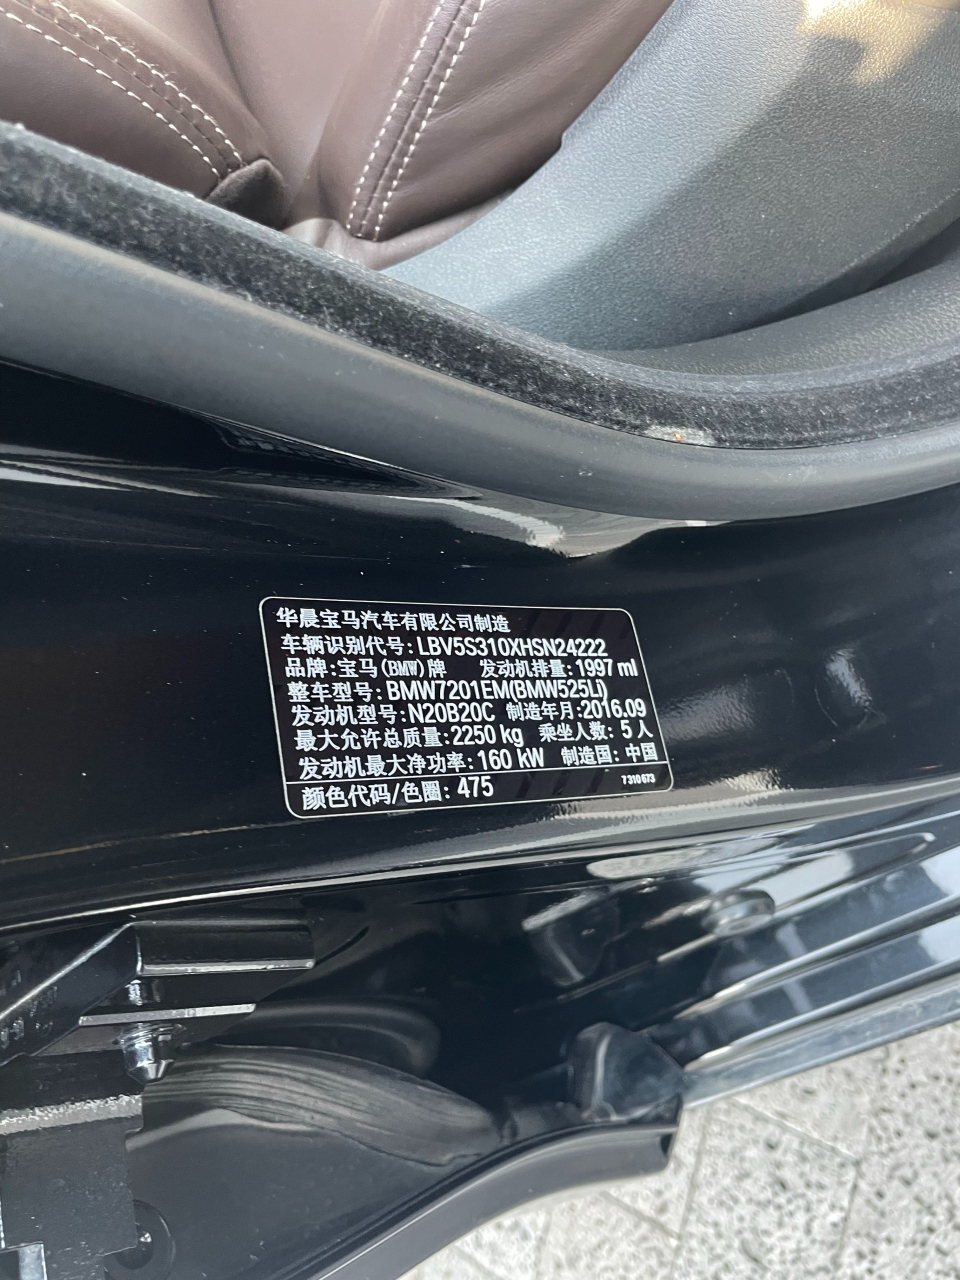 华晨宝马汽车有限公司制造
车辆识别代号: LBV5S310XHSN24222
品牌: 宝马(BMW)牌 发动机排量: 1997 ml
整车型号: BMW7201EM(BMW525Li)
发动机型号: N20B20C 制造年月: 2016.09
最大允许总质量: 2250 kg 乘坐人数: 5 人
发动机最大净功率: 160 kW 制造国: 中国
颜色代码/色圈: 475 7310673